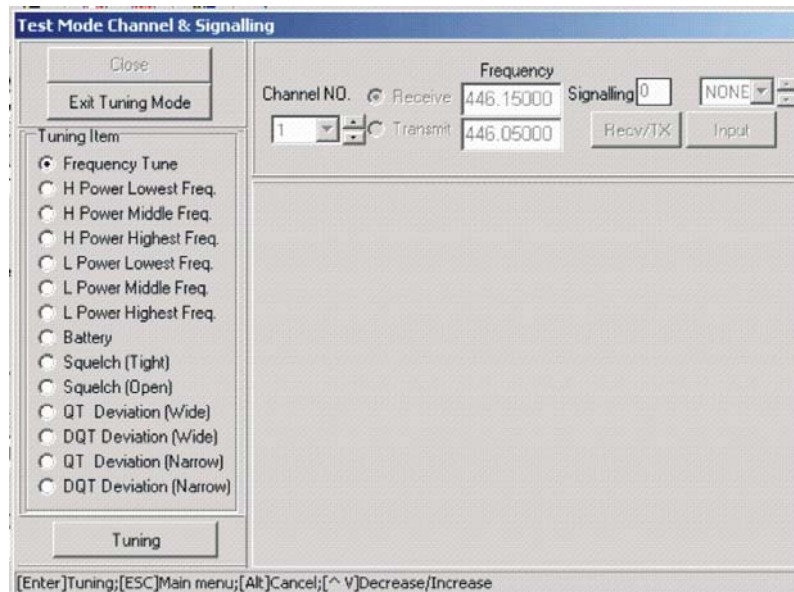 Test Mode Channel & Signalling
Close
Exit Tuning Mode
Tuning Item
Frequency Tune
H Power Lowest Freq.
H Power Middle Freq.
H Power Highest Freq.
L Power Lowest Freq.
L Power Middle Freq.
L Power Highest Freq.
Battery
Squelch (Tight)
Squelch (Open)
QT Deviation (Wide)
DQT Deviation (Wide)
QT Deviation (Narrow)
DQT Deviation (Narrow)
Tuning
Frequency
Channel NO. Receive 446.15000 Signalling 0 NONE
1 Transmit 446.05000 Recv/TX Input
[Enter]Tuning;[ESC]Main menu;[Alt]Cancel;[^ V]Decrease/Increase